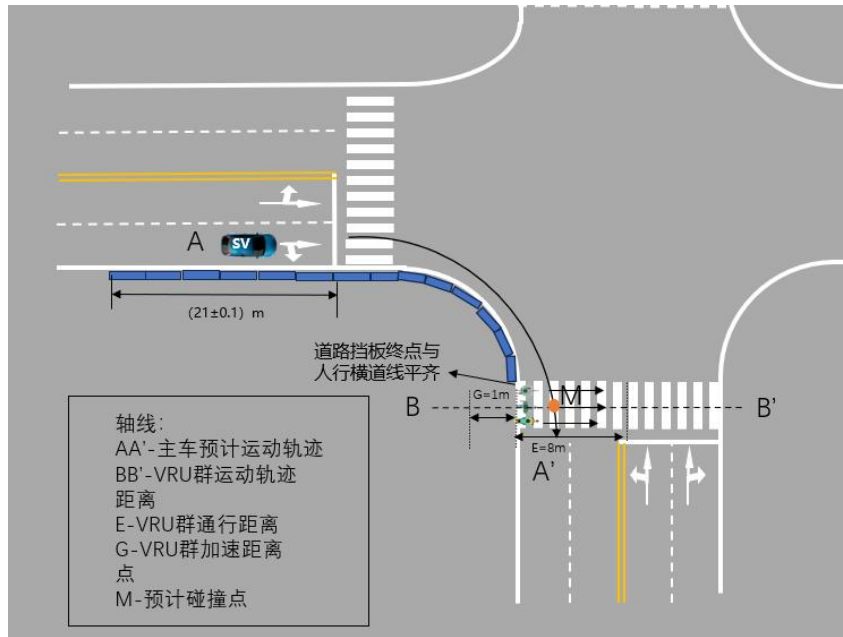 A
SV
(21±0.1) m
道路挡板终点与
人行横道线平齐
G=1m
M
B
B'
E=8m
A'
轴线：
AA'-主车预计运动轨迹
BB'-VRU群运动轨迹
距离
E-VRU群通行距离
G-VRU群加速距离
点
M-预计碰撞点